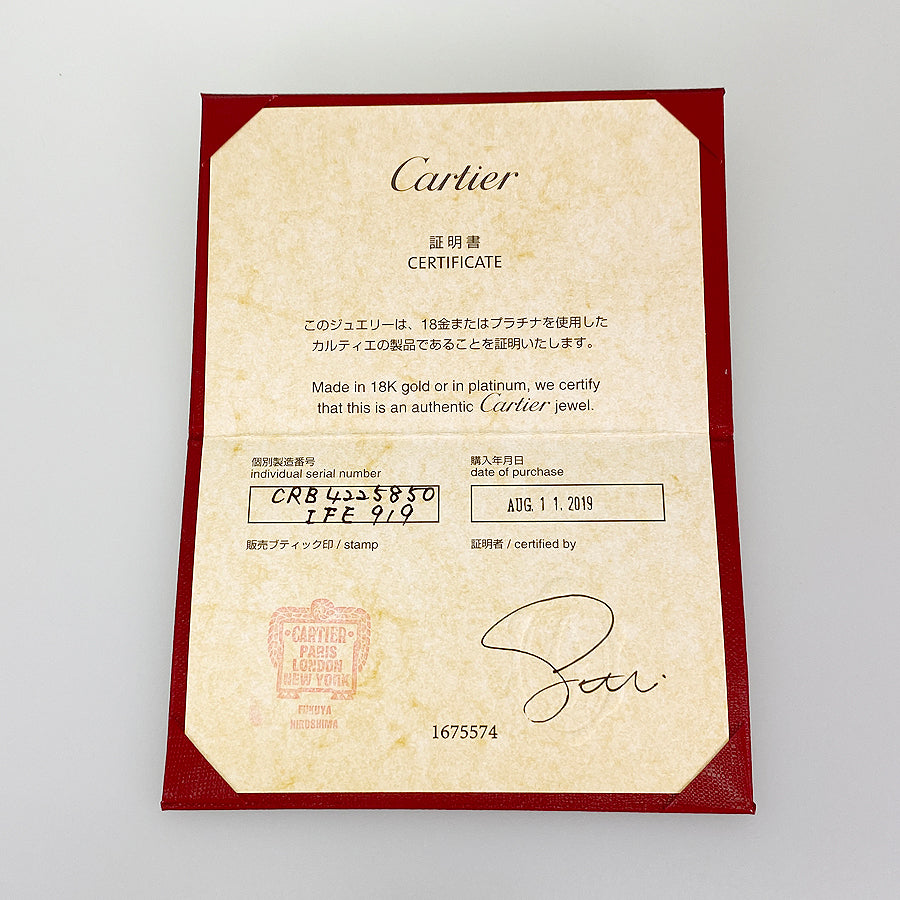 Cartier
証明書
CERTIFICATE
このジュエリーは、18金またはプラチナを使用した
カルティエの製品であることを証明いたします。
Made in 18K gold or in platinum, we certify
that this is an authentic Cartier jewel.
個別製造番号
individual serial number
CRB 4225850
IFE 919
購入年月日
date of purchase
AUG. 11. 2019
販売ブティック印 / stamp
証明者 / certified by
CARTIER
PARIS
LONDON
NEW YORK
FUKUYA
HIROSHIMA
1675574